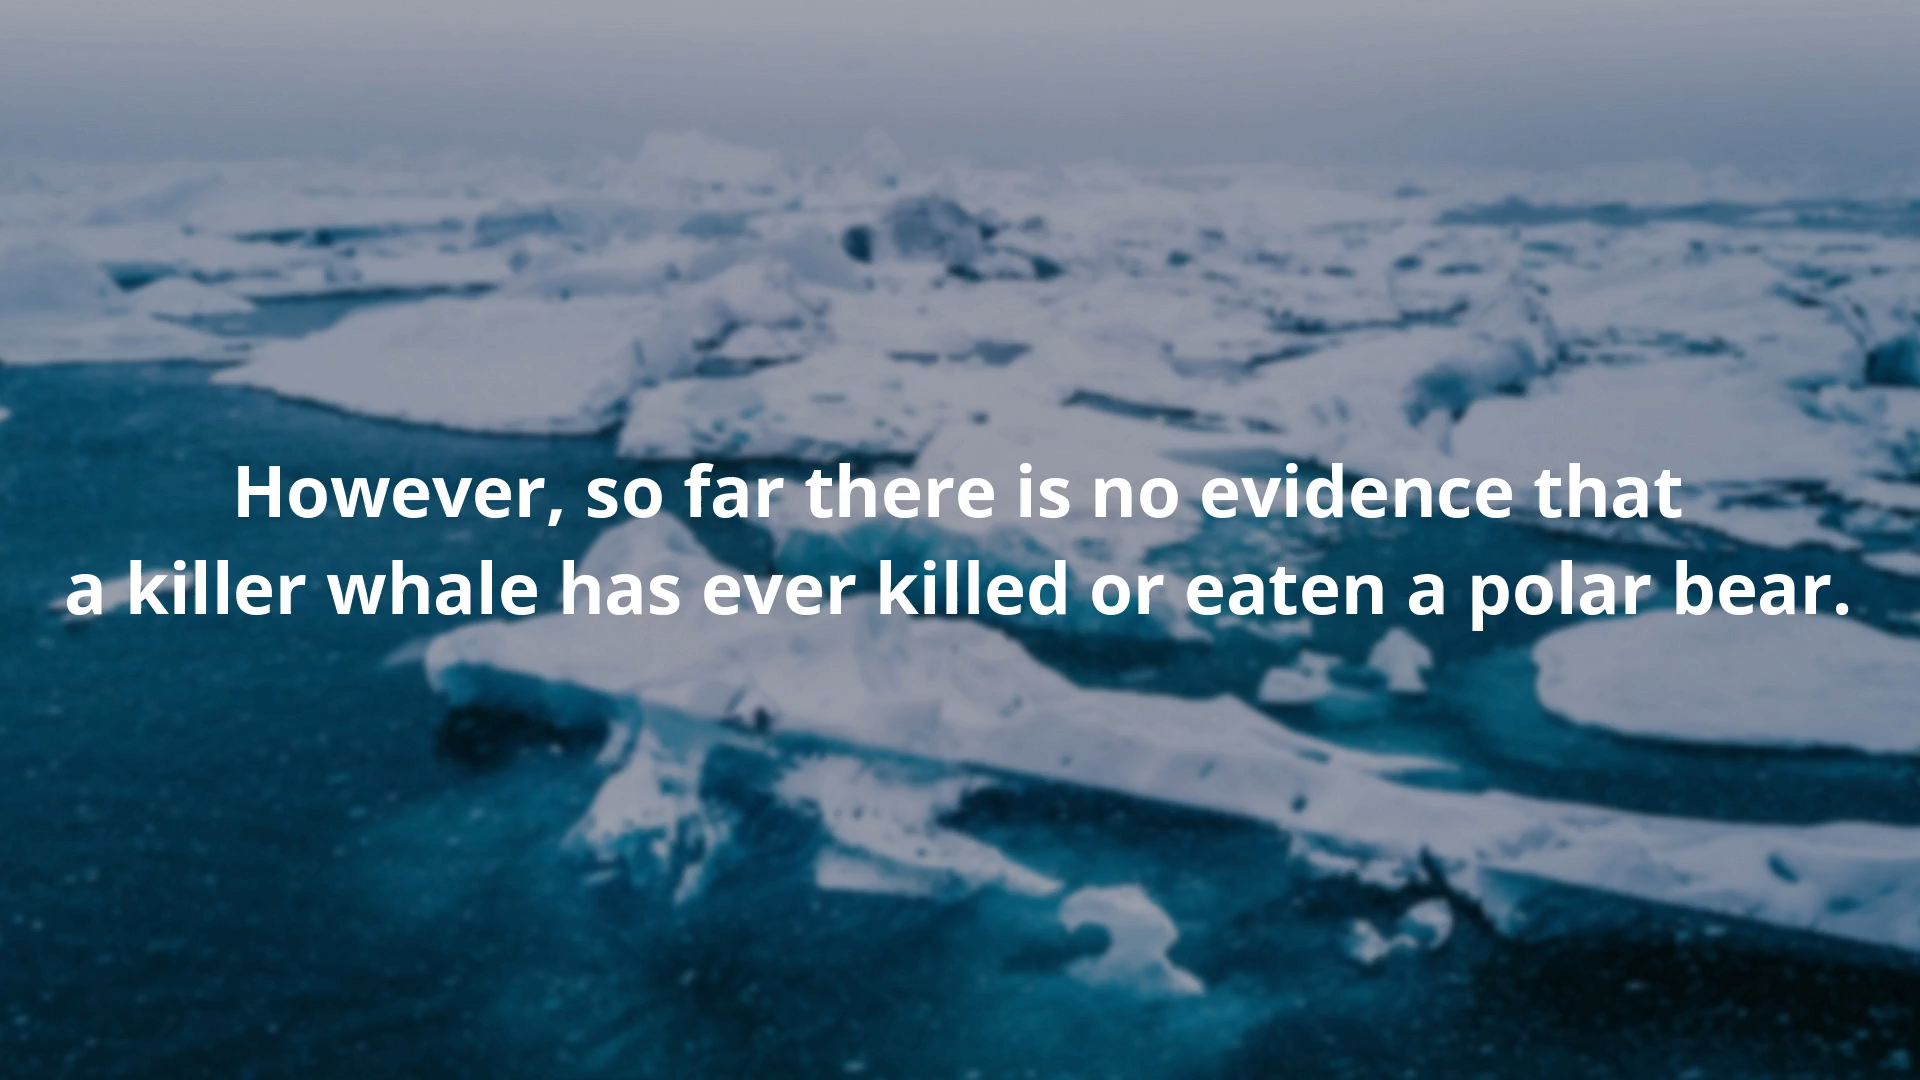 However, so far there is no evidence that
a killer whale has ever killed or eaten a polar bear.